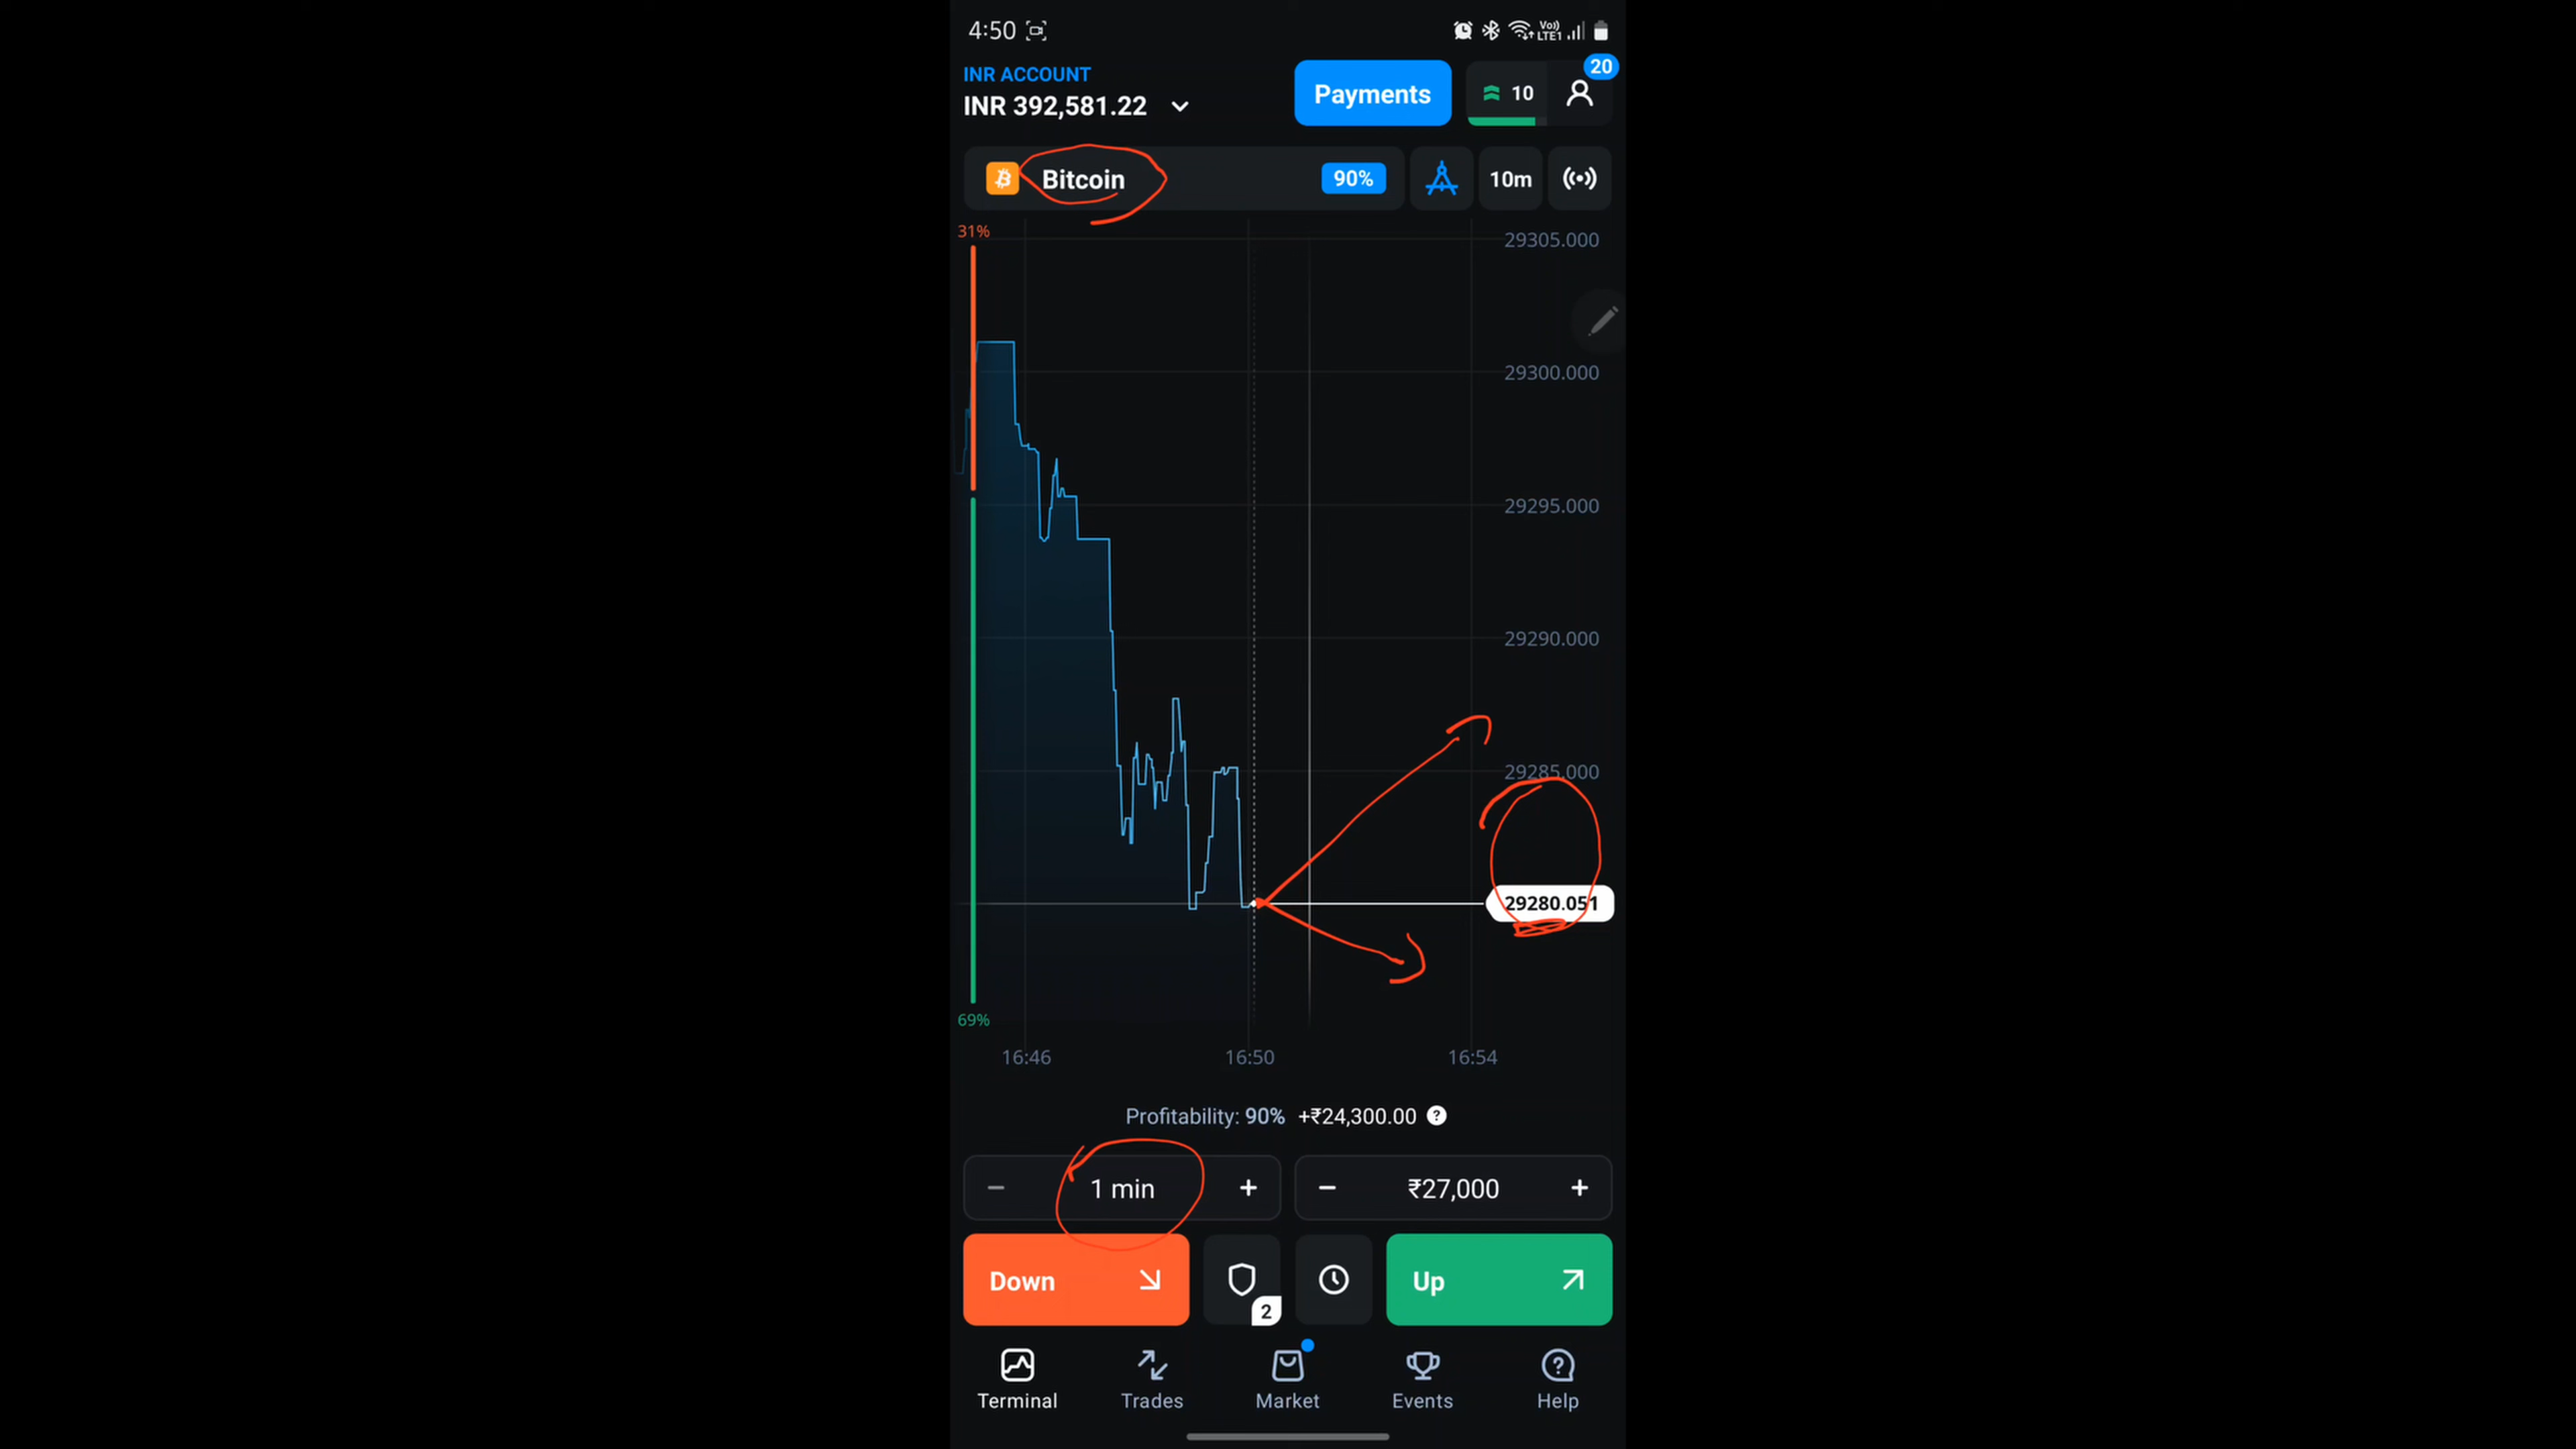 4:50
Vo) LTE1
INR ACCOUNT
INR 392,581.22
Payments
10
20
Bitcoin
90%
10m
31%
29305.000
29300.000
29295.000
29290.000
29285.000
29280.051
69%
16:46 16:50 16:54
Profitability: 90% +₹24,300.00 ?
− 1 min +
− ₹27,000 +
Down
2
Up
Terminal Trades Market Events Help